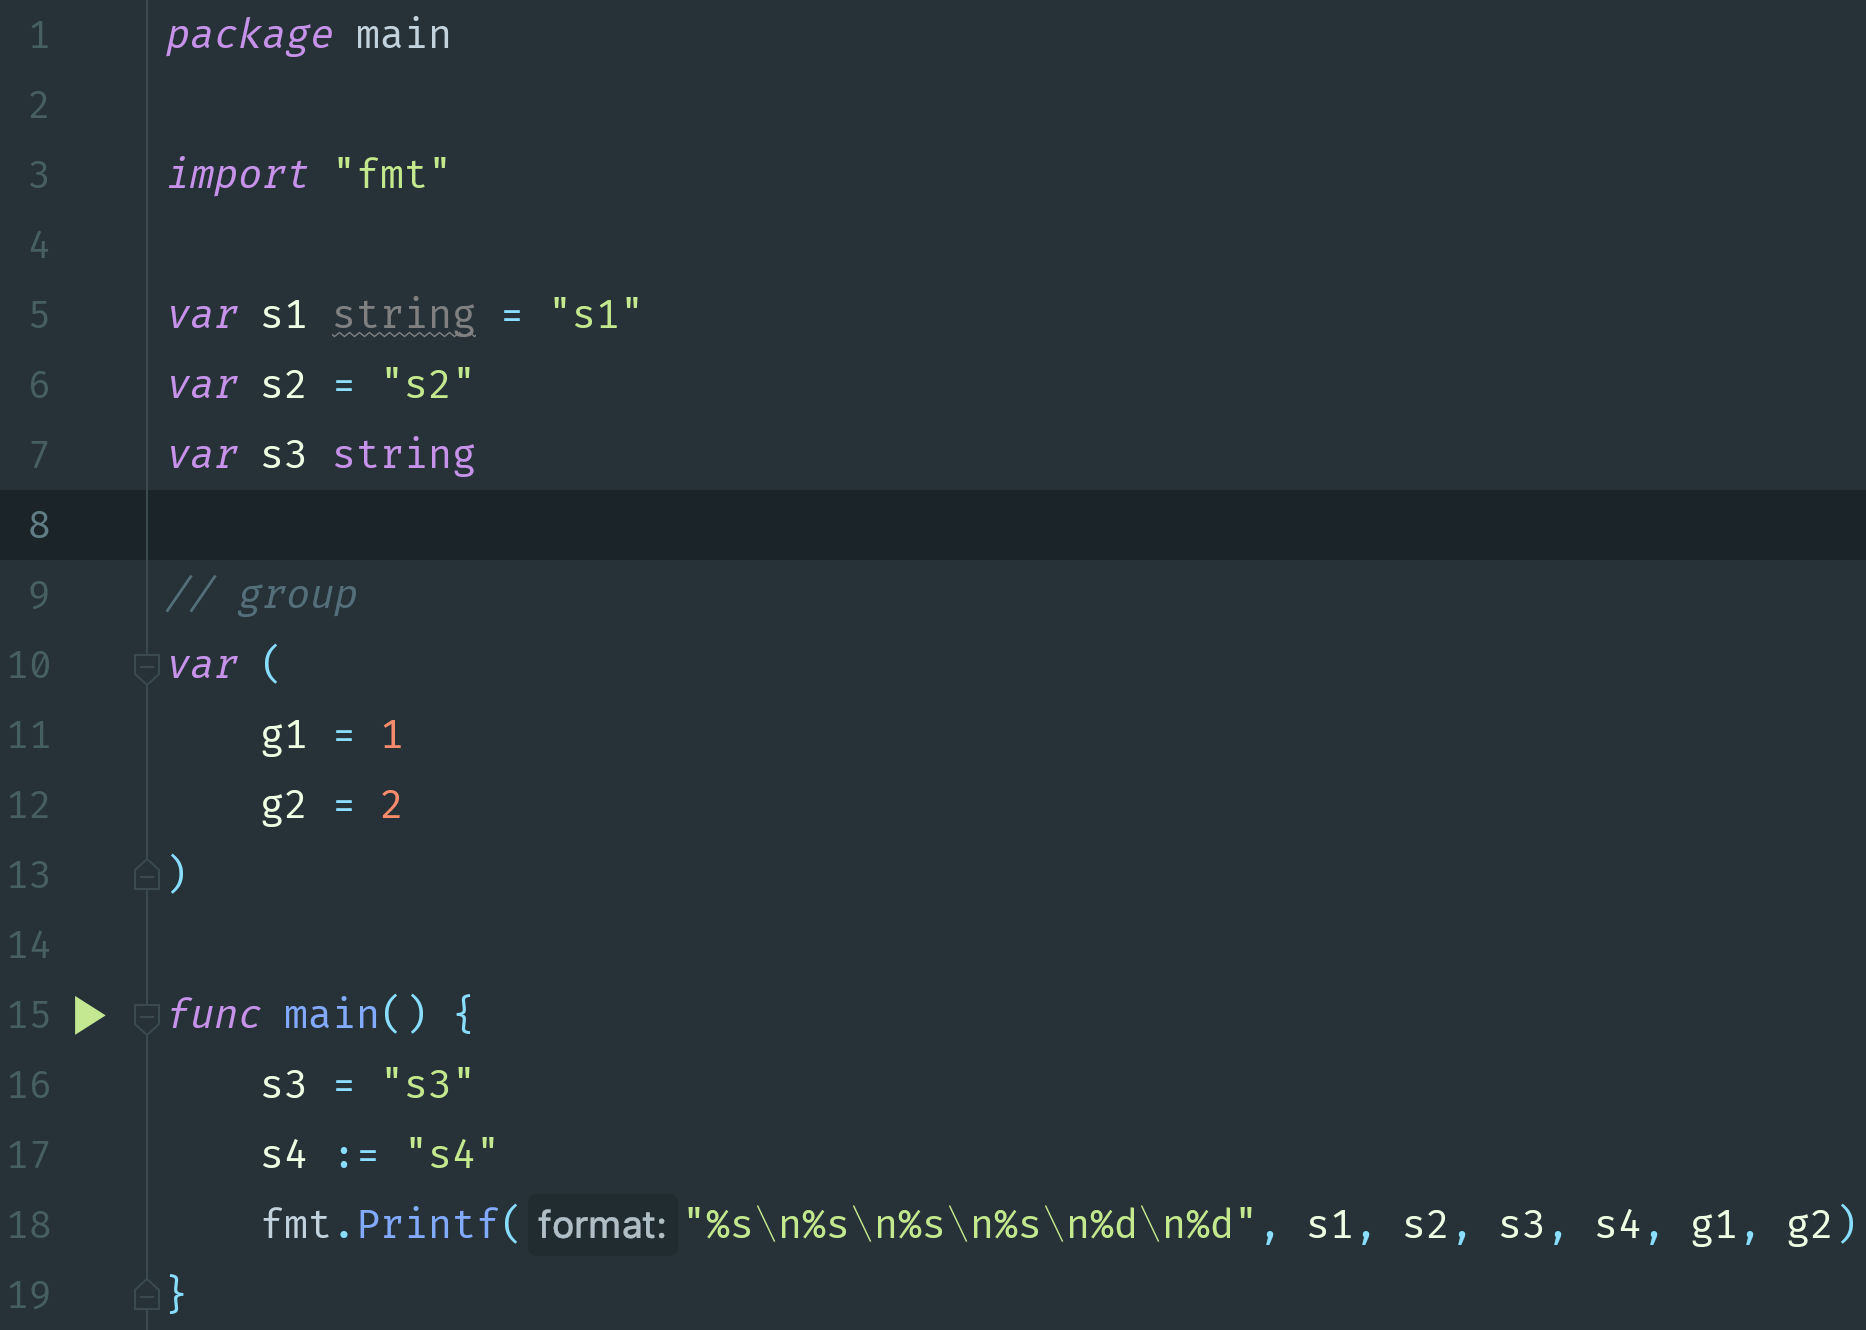 1 package main
2
3 import "fmt"
4
5 var s1 string = "s1"
6 var s2 = "s2"
7 var s3 string
8
9 // group
10 var (
11     g1 = 1
12     g2 = 2
13 )
14
15 func main() {
16     s3 = "s3"
17     s4 := "s4"
18     fmt.Printf( format: "%s\n%s\n%s\n%s\n%d\n%d", s1, s2, s3, s4, g1, g2)
19 }